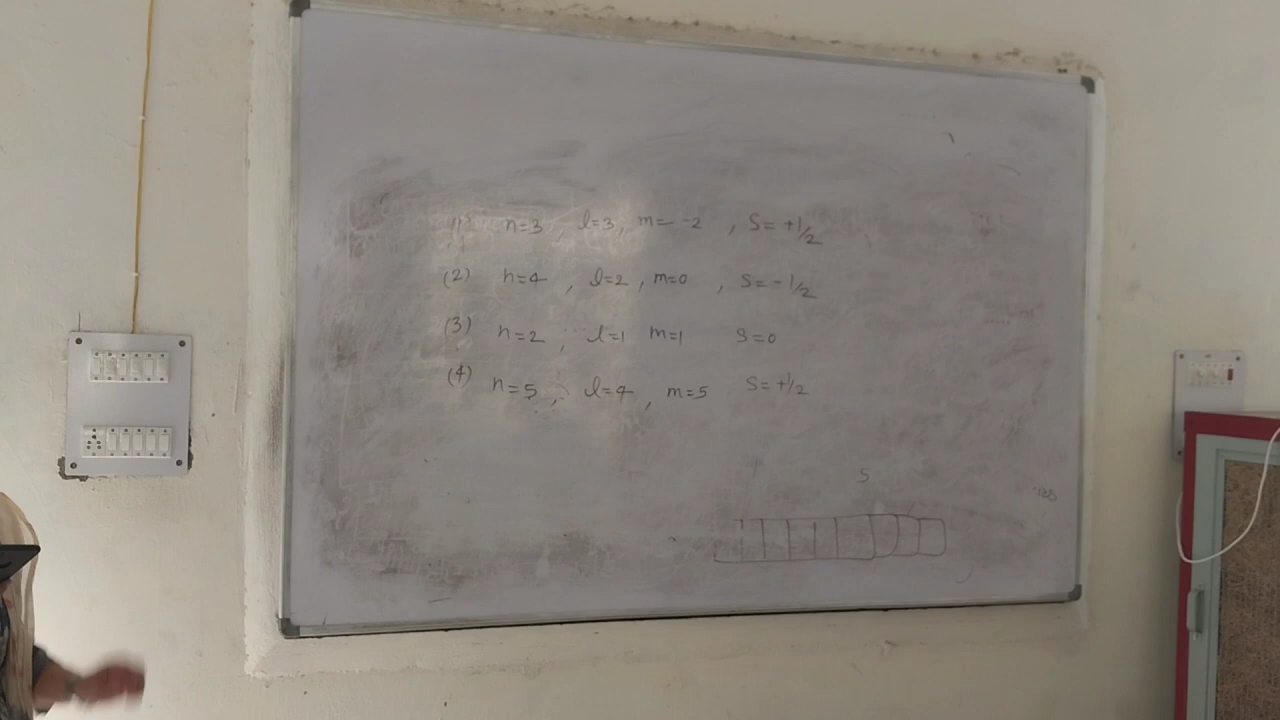 n=3 , l=3, m= -2 , S= +1/2
(2) n=4 , l=2 , m=0 , S= -1/2
(3) n=2 , l=1 m=1 S=0
(4) n=5 , l=4 , m=5 S= +1/2
5